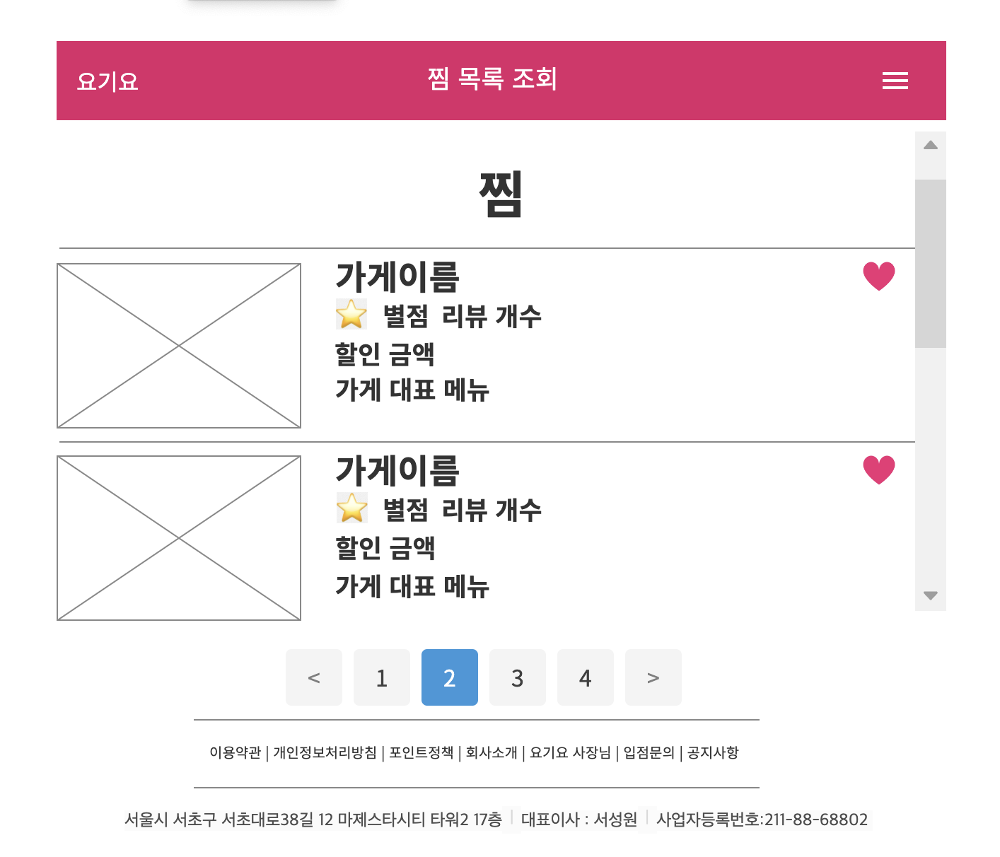 요기요
찜 목록 조회
찜
가게이름
별점 리뷰 개수
할인 금액
가게 대표 메뉴
가게이름
별점 리뷰 개수
할인 금액
가게 대표 메뉴
< 1 2 3 4 >
이용약관 | 개인정보처리방침 | 포인트정책 | 회사소개 | 요기요 사장님 | 입점문의 | 공지사항
서울시 서초구 서초대로38길 12 마제스타시티 타워2 17층 | 대표이사 : 서성원 | 사업자등록번호:211-88-68802